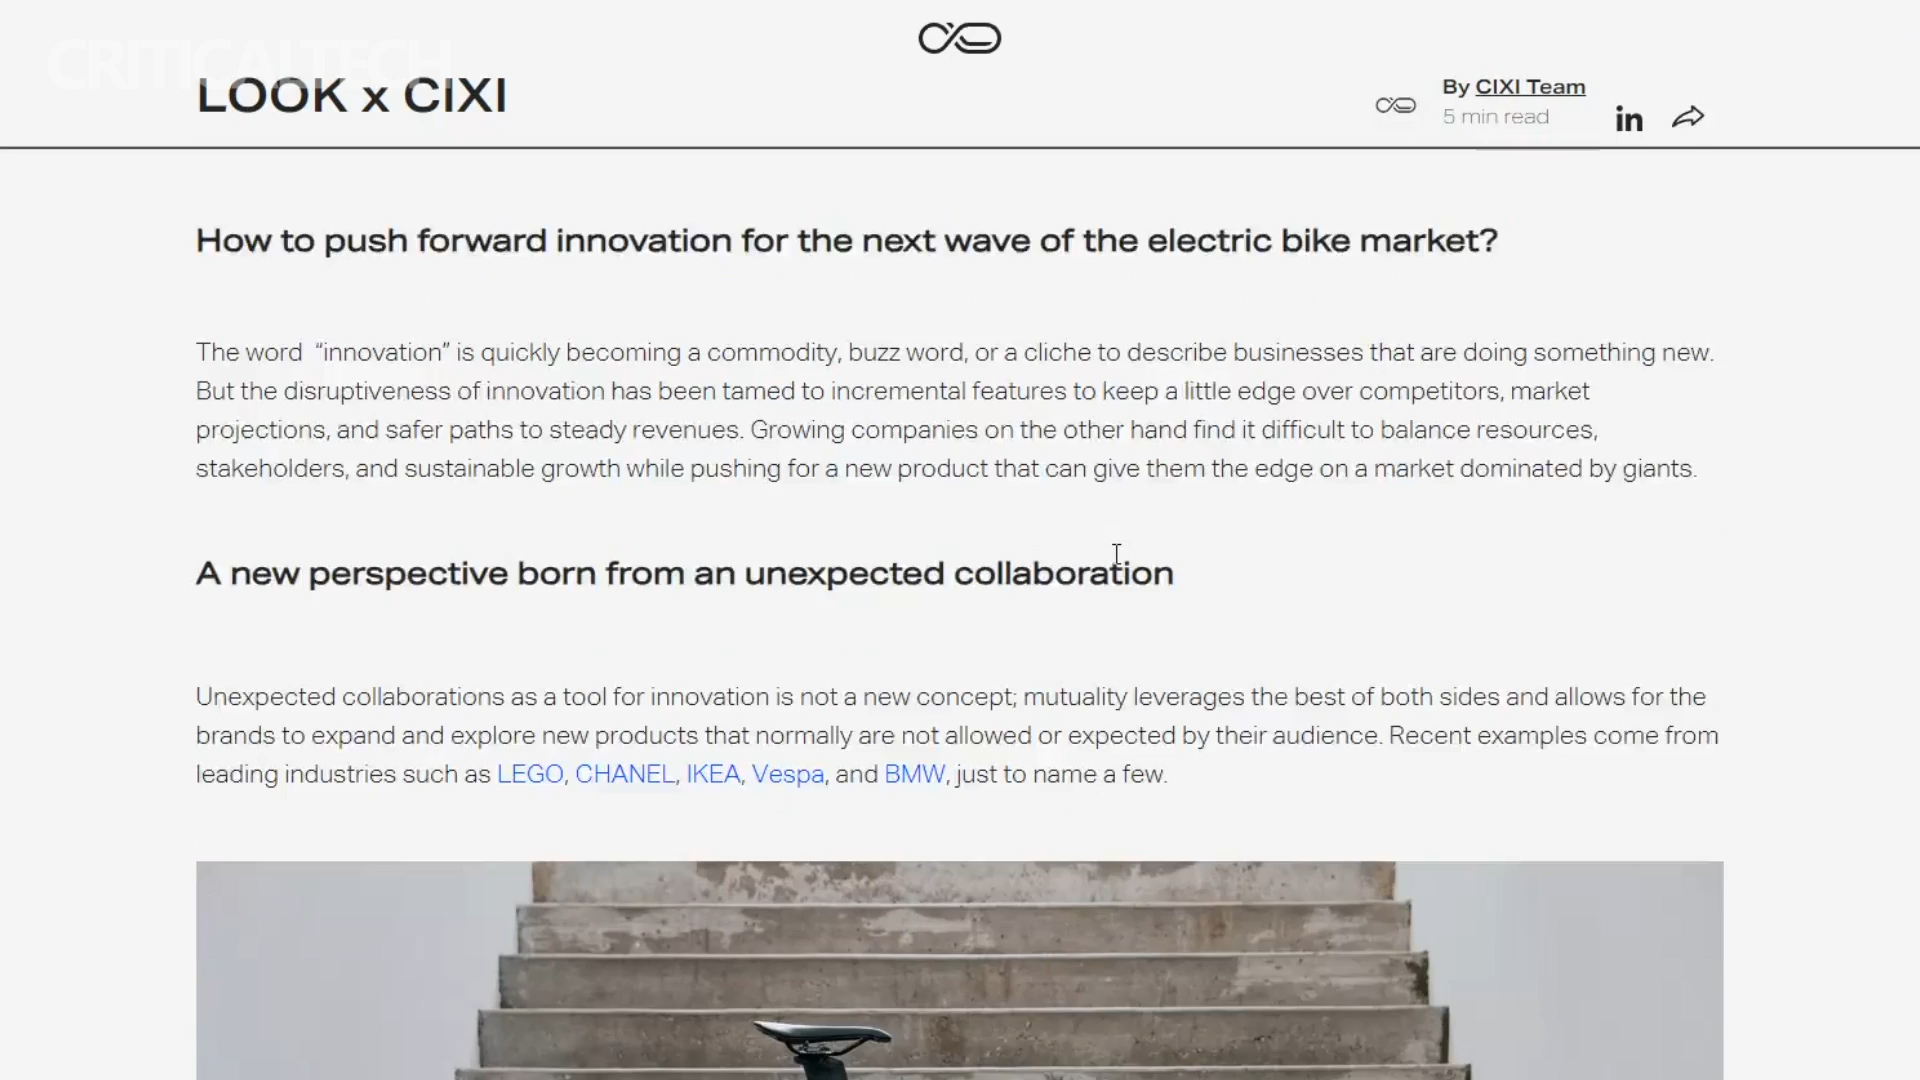 CRITICALTECH
LOOK x CIXI
By CIXI Team
5 min read
in
How to push forward innovation for the next wave of the electric bike market?
The word “innovation” is quickly becoming a commodity, buzz word, or a cliche to describe businesses that are doing something new.
But the disruptiveness of innovation has been tamed to incremental features to keep a little edge over competitors, market
projections, and safer paths to steady revenues. Growing companies on the other hand find it difficult to balance resources,
stakeholders, and sustainable growth while pushing for a new product that can give them the edge on a market dominated by giants.
A new perspective born from an unexpected collaboration
Unexpected collaborations as a tool for innovation is not a new concept; mutuality leverages the best of both sides and allows for the
brands to expand and explore new products that normally are not allowed or expected by their audience. Recent examples come from
leading industries such as LEGO, CHANEL, IKEA, Vespa, and BMW, just to name a few.